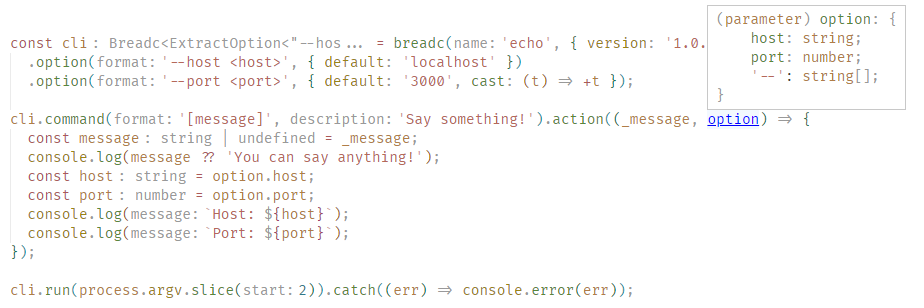 (parameter) option: {
    host: string;
    port: number;
    '--': string[];
}
const cli: Breadc<ExtractOption<"--hos... = breadc(name: 'echo', { version: '1.0.
  .option(format: '--host <host>', { default: 'localhost' })
  .option(format: '--port <port>', { default: '3000', cast: (t) => +t });
cli.command(format: '[message]', description: 'Say something!').action((_message, option) => {
  const message: string | undefined = _message;
  console.log(message ?? 'You can say anything!');
  const host: string = option.host;
  const port: number = option.port;
  console.log(message: `Host: ${host}`);
  console.log(message: `Port: ${port}`);
});
cli.run(process.argv.slice(start: 2)).catch((err) => console.error(err));